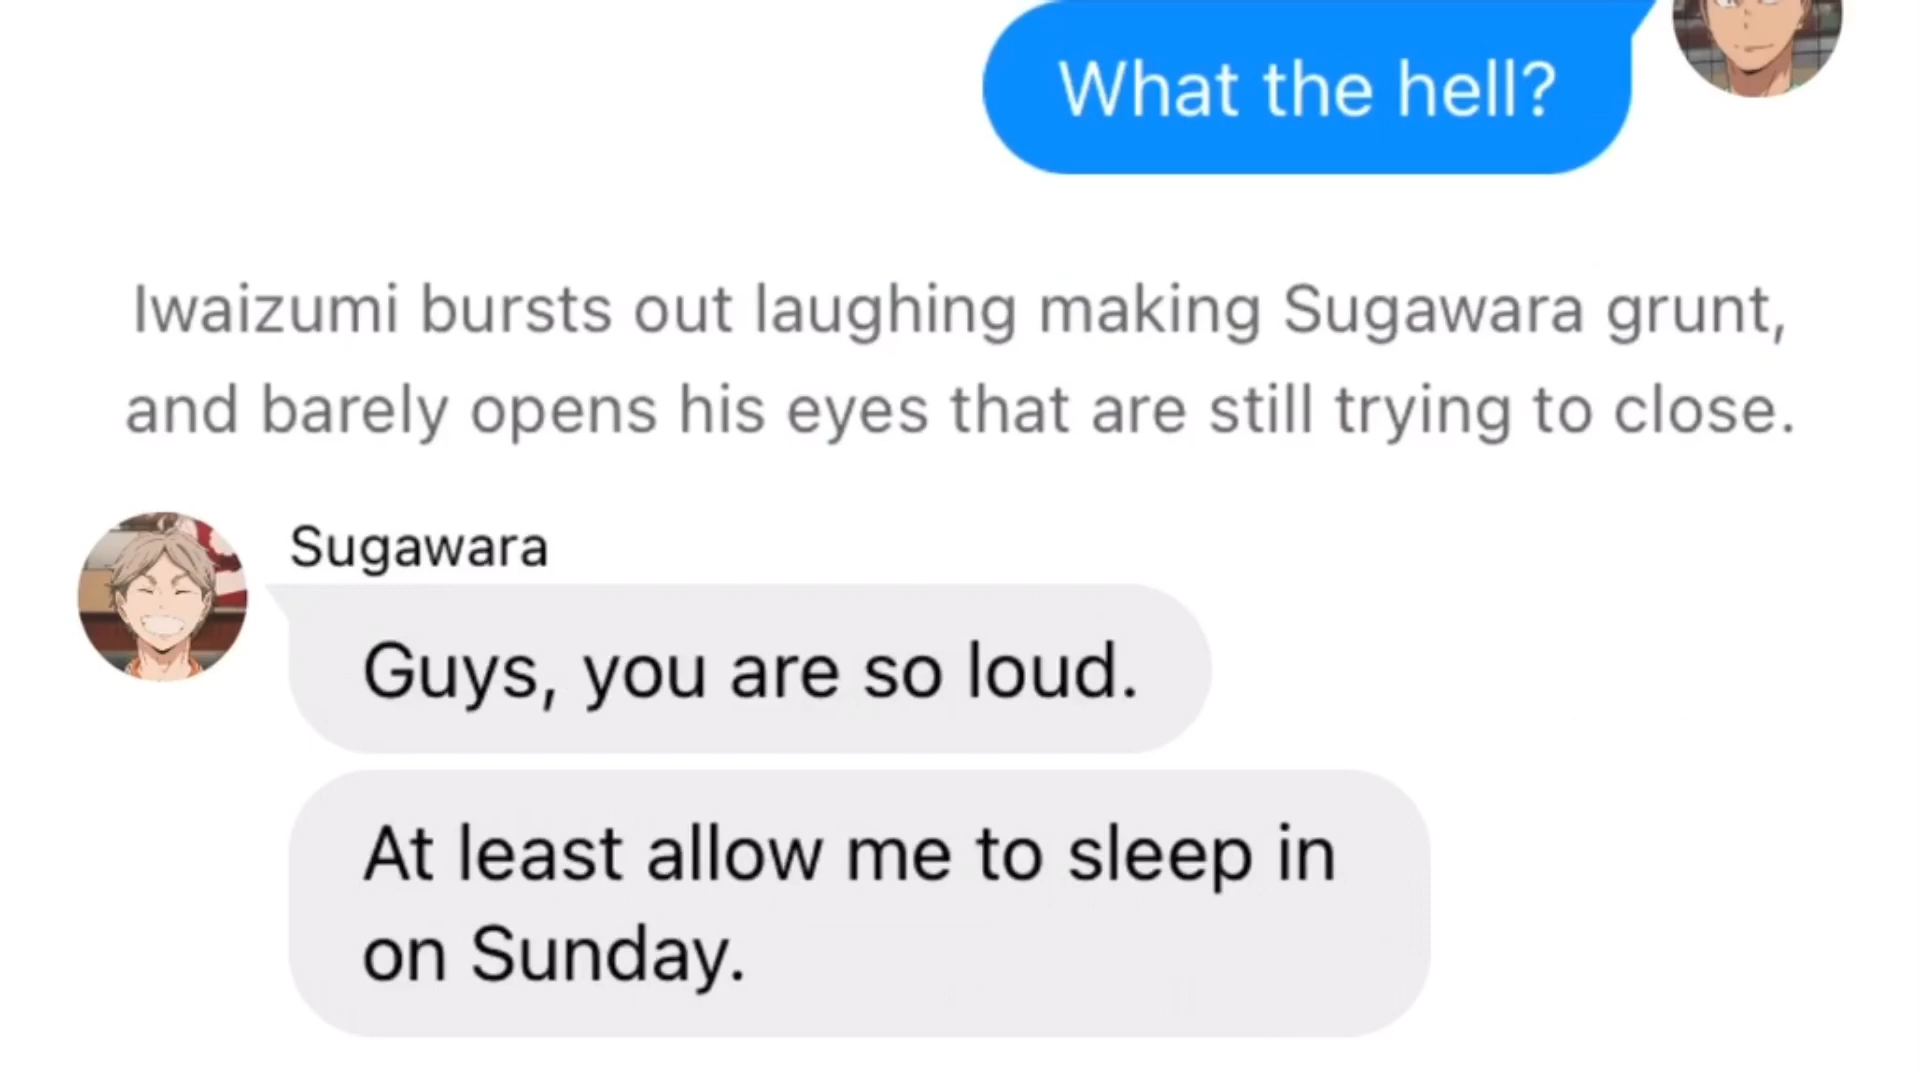 What the hell?
Iwaizumi bursts out laughing making Sugawara grunt,
and barely opens his eyes that are still trying to close.
Sugawara
Guys, you are so loud.
At least allow me to sleep in
on Sunday.